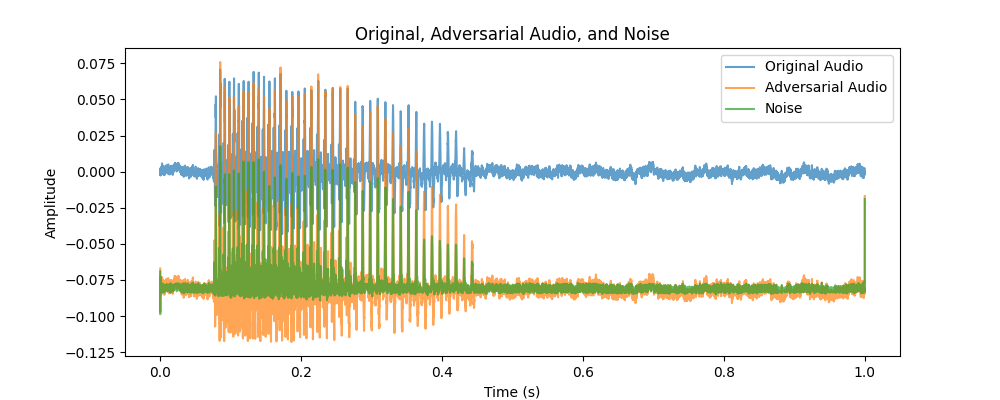 Original, Adversarial Audio, and Noise
Original Audio
Adversarial Audio
Noise
Amplitude
0.075
0.050
0.025
0.000
−0.025
−0.050
−0.075
−0.100
−0.125
0.0
0.2
0.4
0.6
0.8
1.0
Time (s)